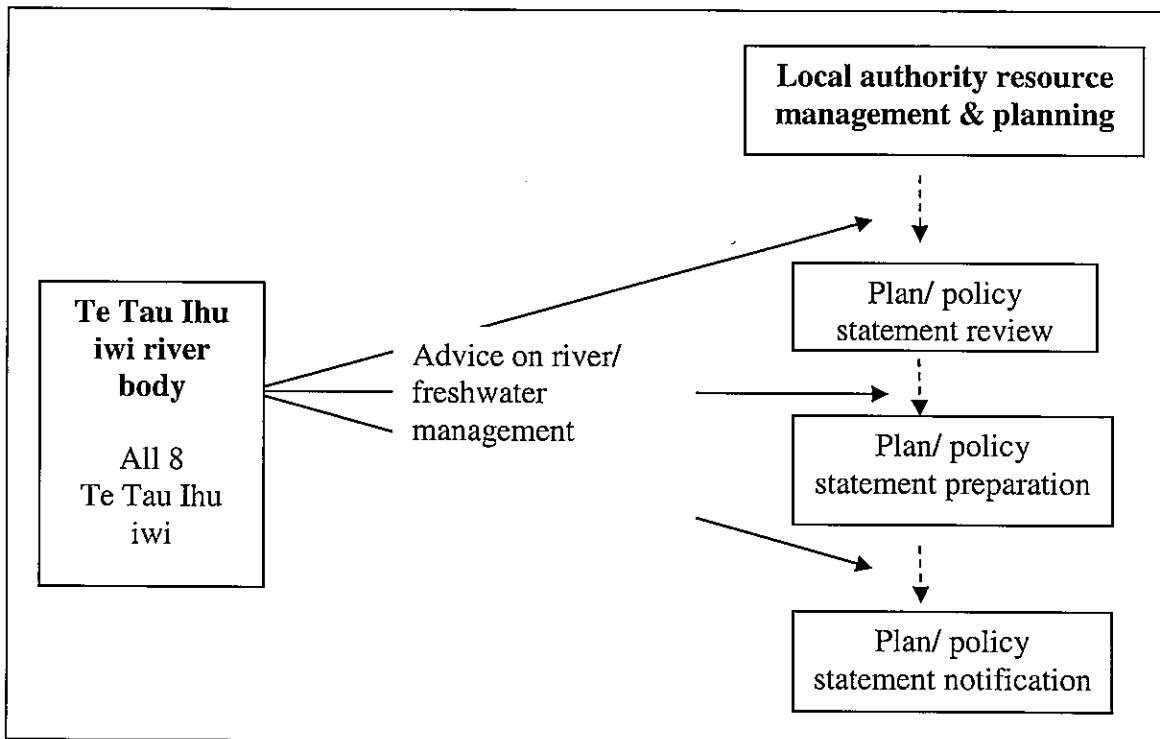 Te Tau Ihu
iwi river
body
All 8
Te Tau Ihu
iwi
Advice on river/
freshwater
management
Local authority resource
management & planning
Plan/ policy
statement review
Plan/ policy
statement preparation
Plan/ policy
statement notification